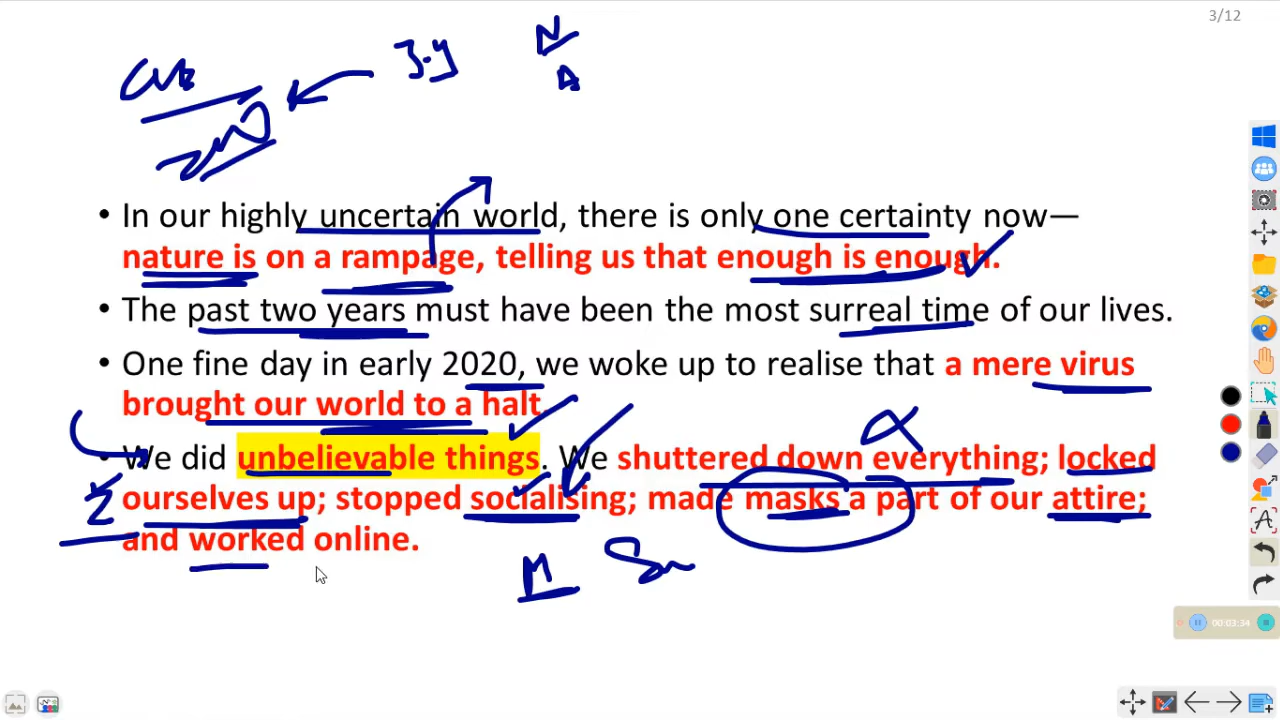 3/12
• In our highly uncertain world, there is only one certainty now—
nature is on a rampage, telling us that enough is enough.
• The past two years must have been the most surreal time of our lives.
• One fine day in early 2020, we woke up to realise that a mere virus
brought our world to a halt.
• We did unbelievable things. We shuttered down everything; locked
ourselves up; stopped socialising; made masks a part of our attire;
and worked online.
00:03:34